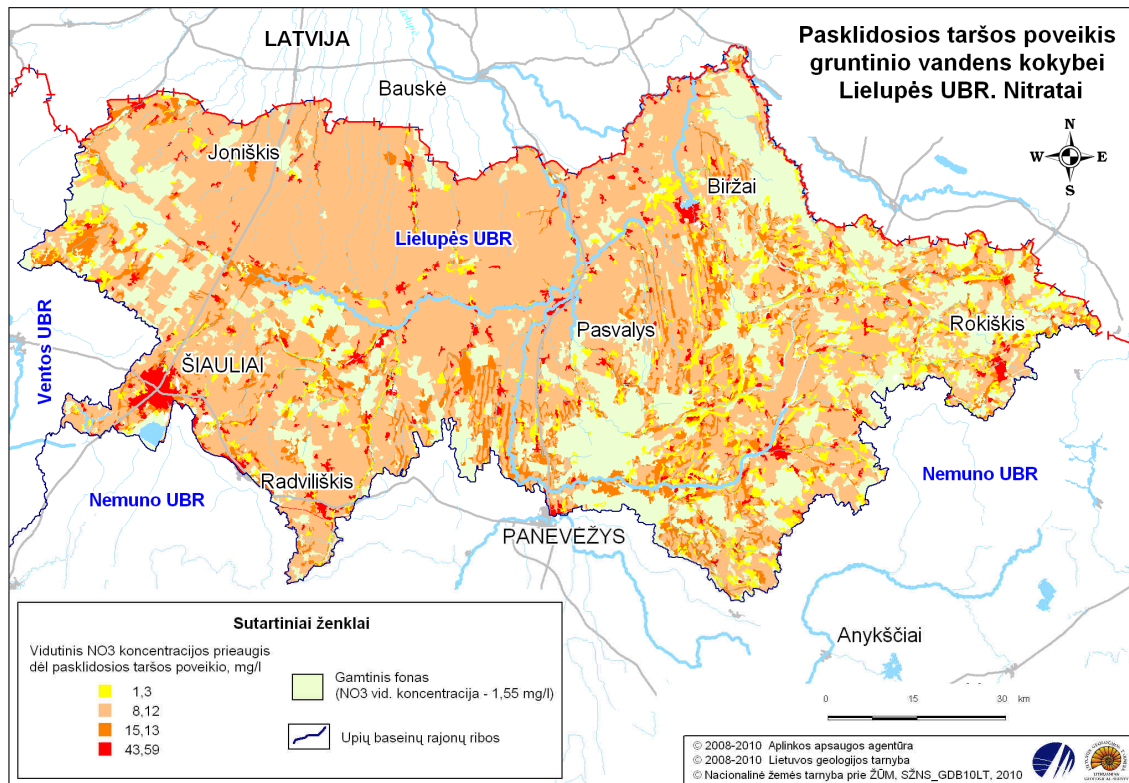 Pasklidosios taršos poveikis
gruntinio vandens kokybei
Lielupės UBR. Nitratai
LATVIJA
Lielupė
Bauskė
N
W
E
S
Joniškis
Biržai
Lielupės UBR
Ventos UBR
Pasvalys
Rokiškis
ŠIAULIAI
Radviliškis
Nemuno UBR
Nemuno UBR
PANEVĖŽYS
Anykščiai
Sutartiniai ženklai
Vidutinis NO3 koncentracijos prieaugis
dėl pasklidosios taršos poveikio, mg/l
1,3
8,12
15,13
43,59
Gamtinis fonas
(NO3 vid. koncentracija - 1,55 mg/l)
Upių baseinų rajonų ribos
0 15 30 km
© 2008-2010 Aplinkos apsaugos agentūra
© 2008-2010 Lietuvos geologijos tarnyba
© Nacionalinė žemės tarnyba prie ŽŪM, SŽNS_GDB10LT, 2010